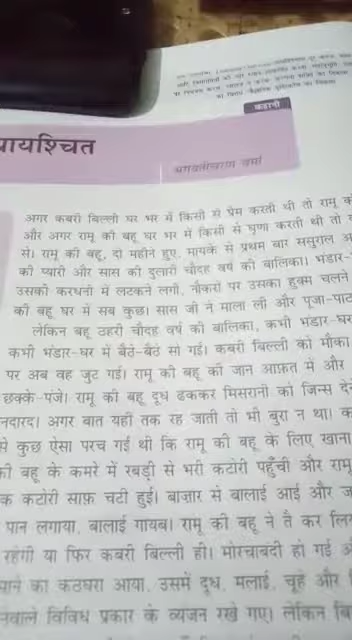 कहानी
प्रायश्चित
भगवतीचरण वर्मा
अगर कबरी बिल्ली घर भर में किसी से प्रेम करती थी तो रामू
और अगर रामू की बहू घर भर में किसी से घृणा करती थी तो
से। रामू की बहू, दो महीने हुए, मायके से प्रथम बार ससुराल
की प्यारी और सास की दुलारी चौदह वर्ष की बालिका। भंडार-
उसकी करधनी में लटकने लगी, नौकरों पर उसका हुक्म चलने
की बहू घर में सब कुछ। सास जी ने माला ली और पूजा-पाठ
लेकिन बहू ठहरी चौदह वर्ष की बालिका, कभी भंडार-घर
कभी भंडार-घर में बैठे-बैठे सो गई। कबरी बिल्ली को मौका
पर अब वह जुट गई। रामू की बहू की जान आफ़त में और
छक्के-पंजे। रामू की बहू दूध ढककर मिसरानी को जिन्स दे
नदारद। अगर बात यहीं तक रह जाती तो भी बुरा न था।
से कुछ ऐसा परच गई थी कि रामू की बहू के लिए खाना
की बहू के कमरे में रबड़ी से भरी कटोरी पहुँची और रामू
क कटोरी साफ़ चटी हुई। बाज़ार से बालाई आई और
पान लगाया, बालाई गायब। रामू की बहू ने तै कर
रहेगी या फिर कबरी बिल्ली ही। मोरचाबंदी हो गई
का कठघरा आया, उसमें दूध, मलाई, चूहे और
वाले विविध प्रकार के व्यंजन रखे गए। लेकिन